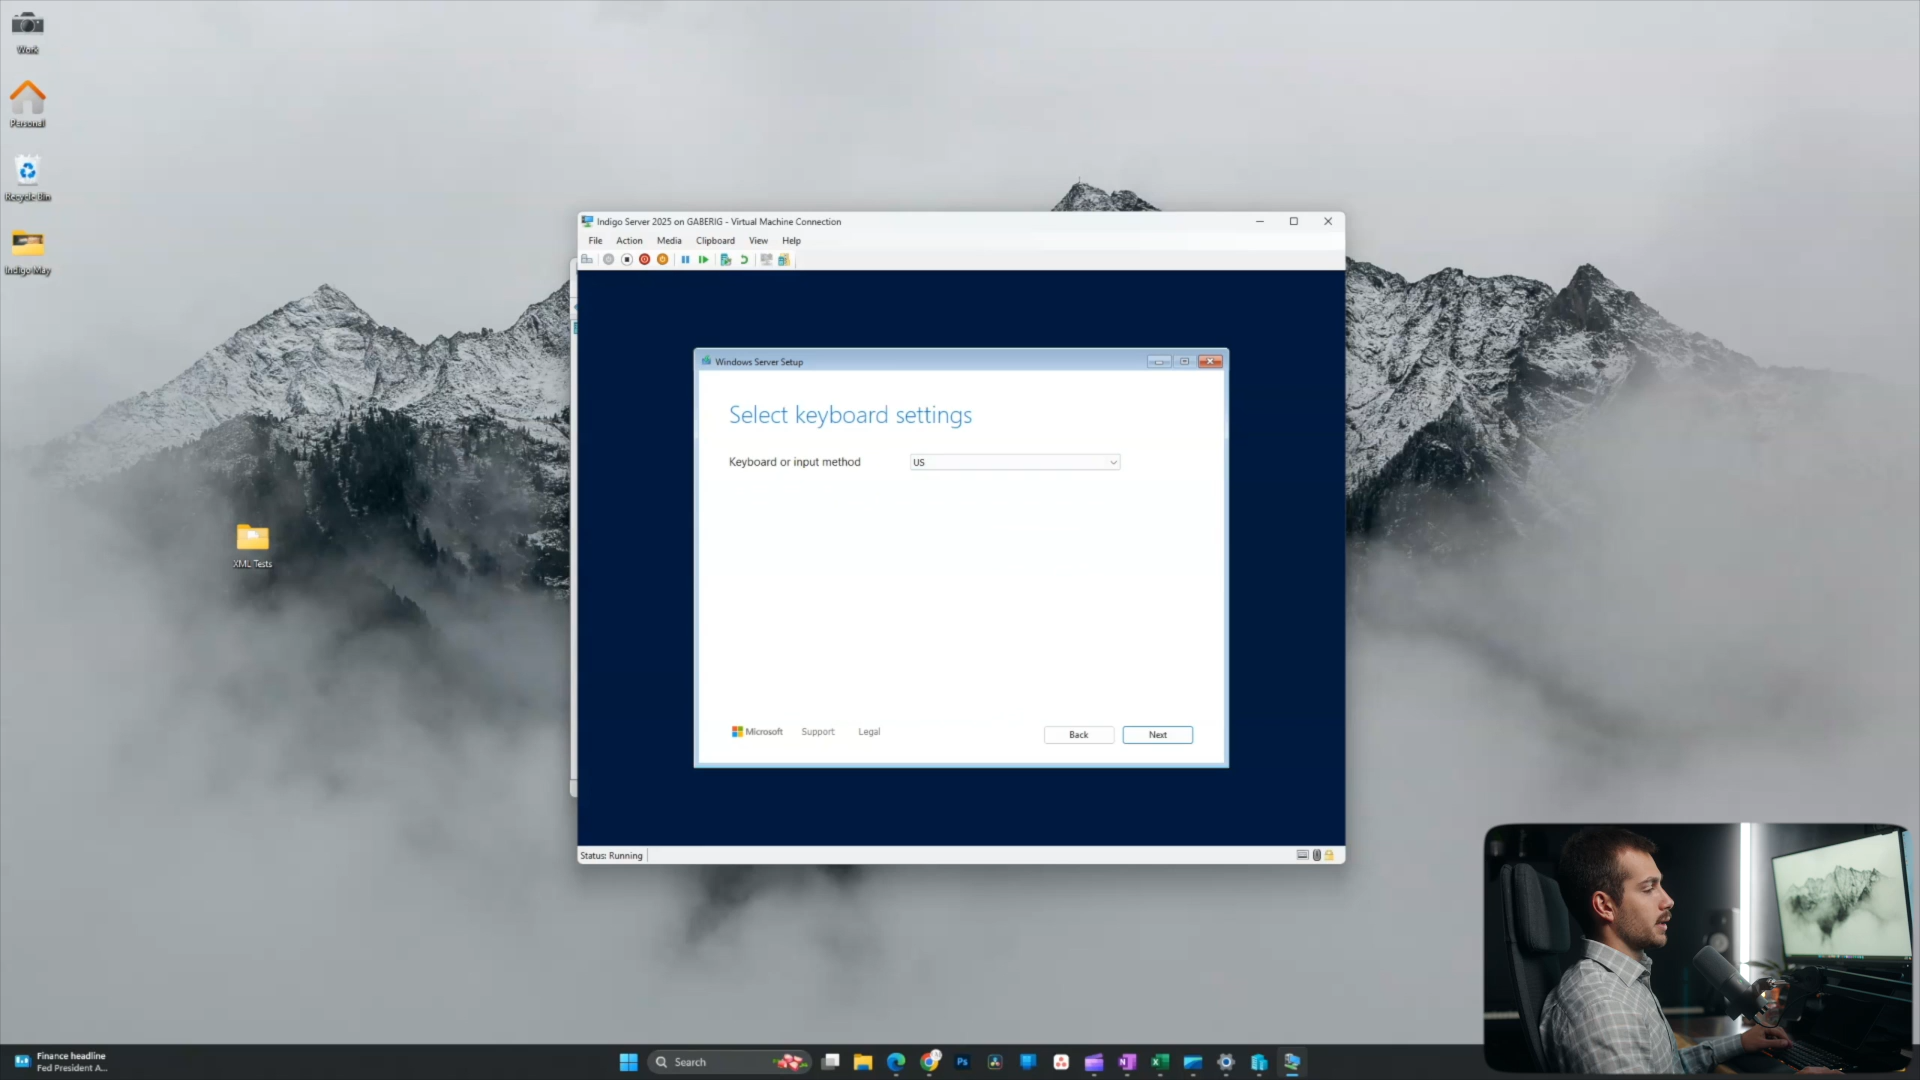 Work
Personal
Recycle Bin
Indigo May
XML Tests
Indigo Server 2025 on GABERIG - Virtual Machine Connection
File Action Media Clipboard View Help
Windows Server Setup
Select keyboard settings
Keyboard or input method
US
Microsoft Support Legal
Back Next
Status: Running
Finance headline
Fed President A...
Search